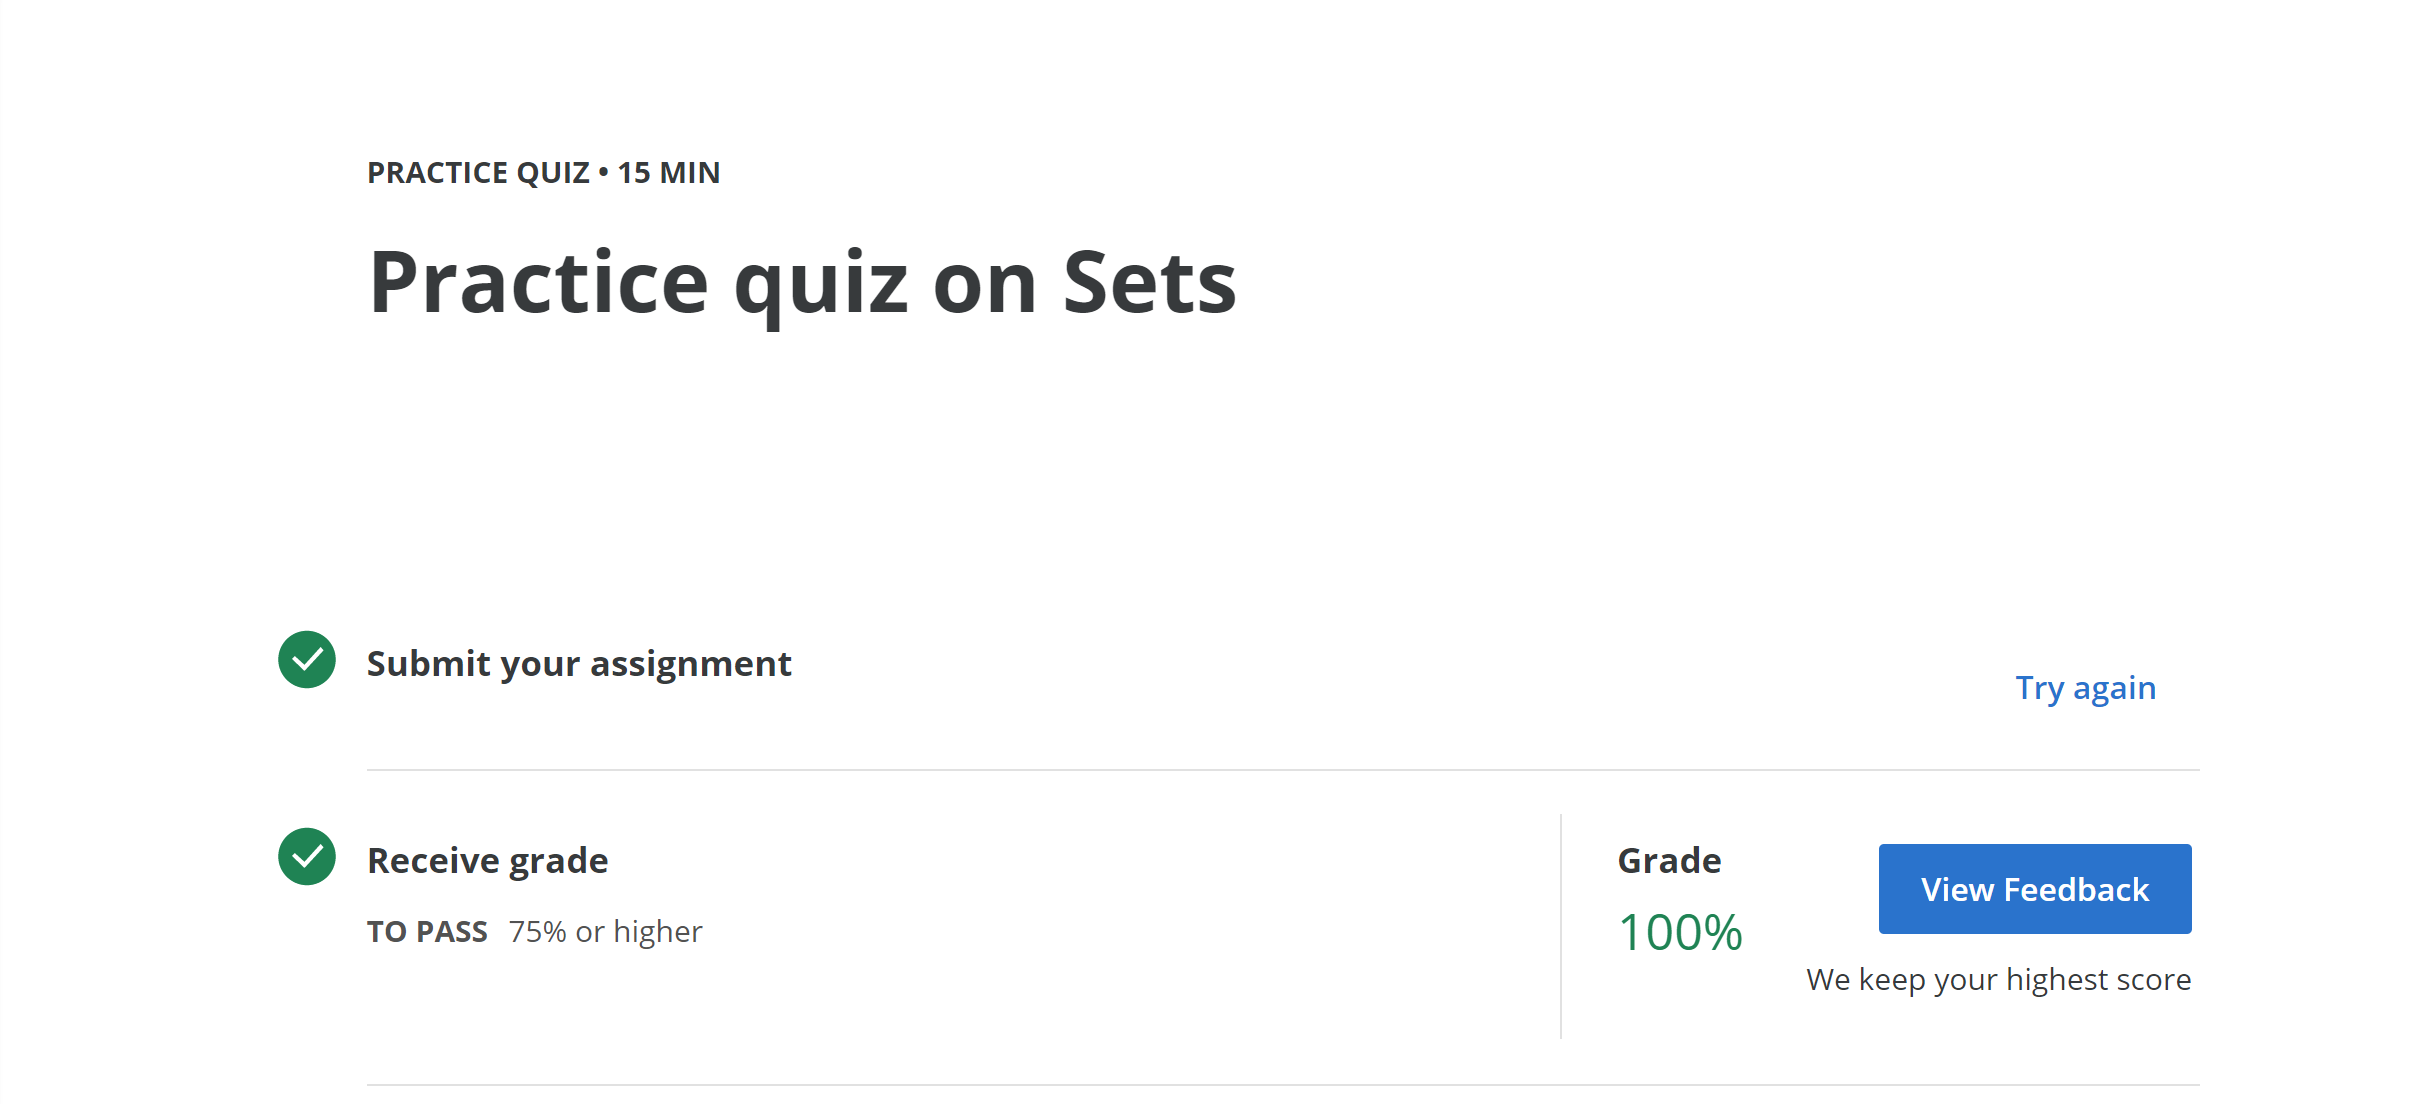 PRACTICE QUIZ • 15 MIN
Practice quiz on Sets
Submit your assignment
Try again
Receive grade
TO PASS 75% or higher
Grade
100%
View Feedback
We keep your highest score